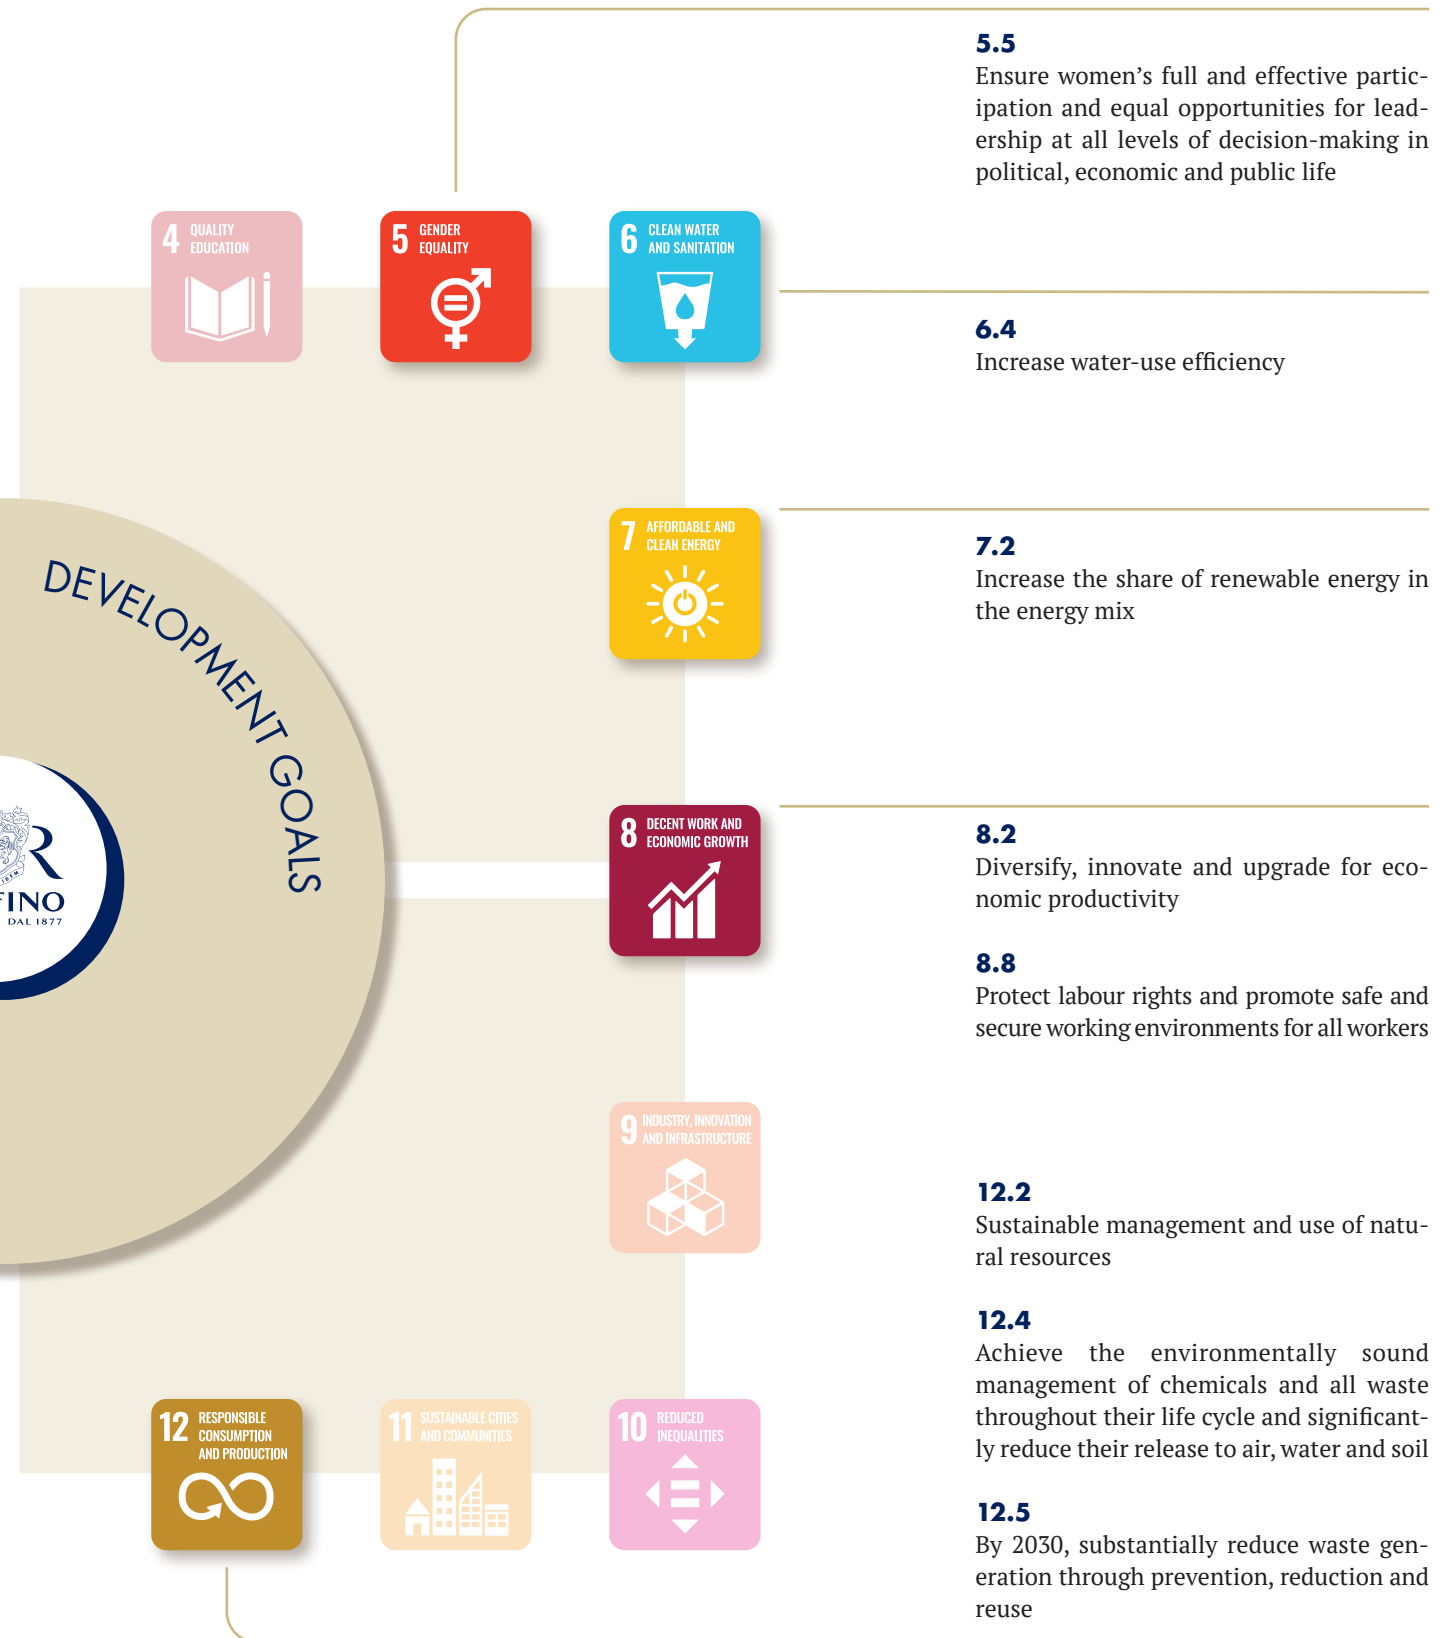 5.5
Ensure women’s full and effective partic-
ipation and equal opportunities for lead-
ership at all levels of decision-making in
political, economic and public life
4 QUALITY
EDUCATION
5 GENDER
EQUALITY
6 CLEAN WATER
AND SANITATION
6.4
Increase water-use efficiency
7 AFFORDABLE AND
CLEAN ENERGY
7.2
Increase the share of renewable energy in
the energy mix
DEVELOPMENT GOALS
FINO
DAL 1877
8 DECENT WORK AND
ECONOMIC GROWTH
8.2
Diversify, innovate and upgrade for eco-
nomic productivity
8.8
Protect labour rights and promote safe and
secure working environments for all workers
9 INDUSTRY, INNOVATION
AND INFRASTRUCTURE
12.2
Sustainable management and use of natu-
ral resources
12.4
Achieve the environmentally sound
management of chemicals and all waste
throughout their life cycle and significant-
ly reduce their release to air, water and soil
12 RESPONSIBLE
CONSUMPTION
AND PRODUCTION
11 SUSTAINABLE CITIES
AND COMMUNITIES
10 REDUCED
INEQUALITIES
12.5
By 2030, substantially reduce waste gen-
eration through prevention, reduction and
reuse